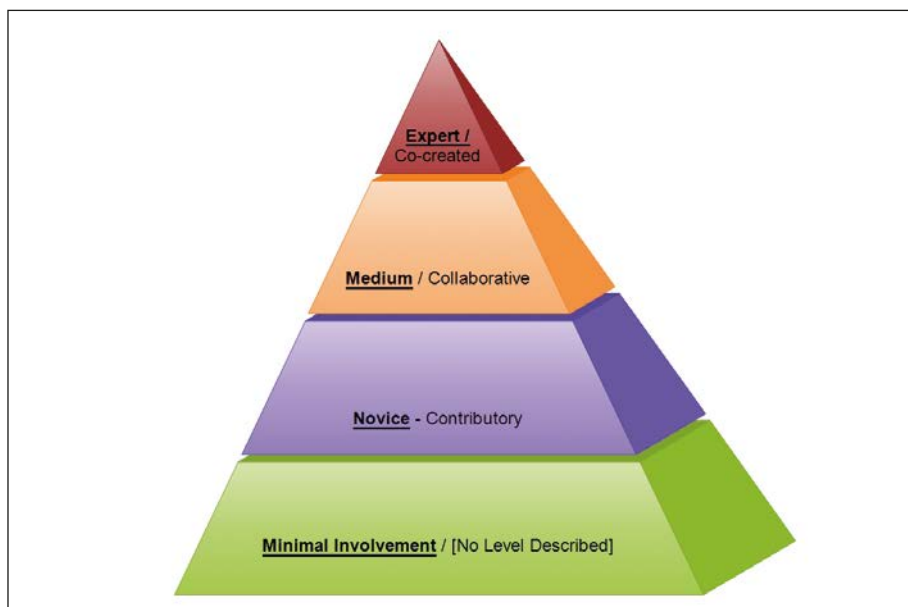 Expert /
Co-created
Medium / Collaborative
Novice - Contributory
Minimal Involvement / [No Level Described]